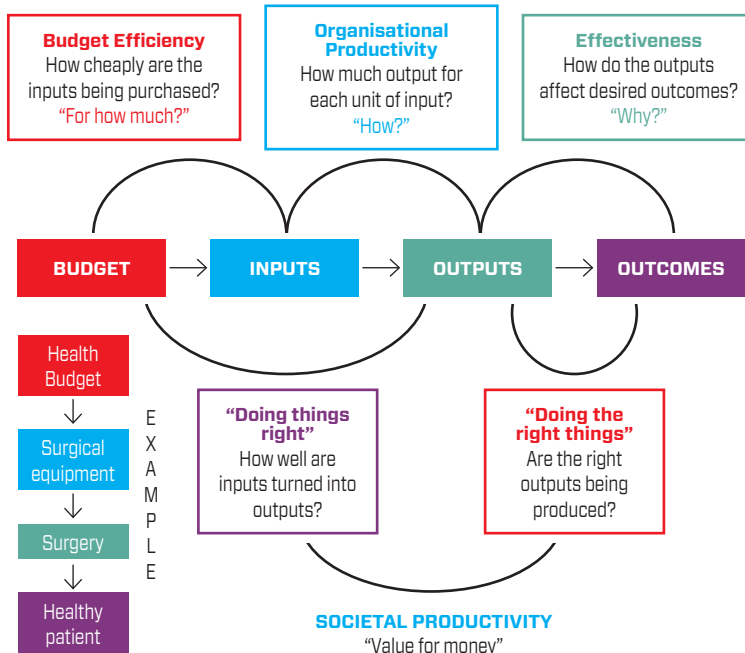 Budget Efficiency
How cheaply are the
inputs being purchased?
“For how much?”
Organisational
Productivity
How much output for
each unit of input?
“How?”
Effectiveness
How do the outputs
affect desired outcomes?
“Why?”
BUDGET
INPUTS
OUTPUTS
OUTCOMES
Health
Budget
Surgical
equipment
Surgery
Healthy
patient
EXAMPLE
“Doing things
right”
How well are
inputs turned into
outputs?
“Doing the
right things”
Are the right
outputs being
produced?
SOCIETAL PRODUCTIVITY
“Value for money”